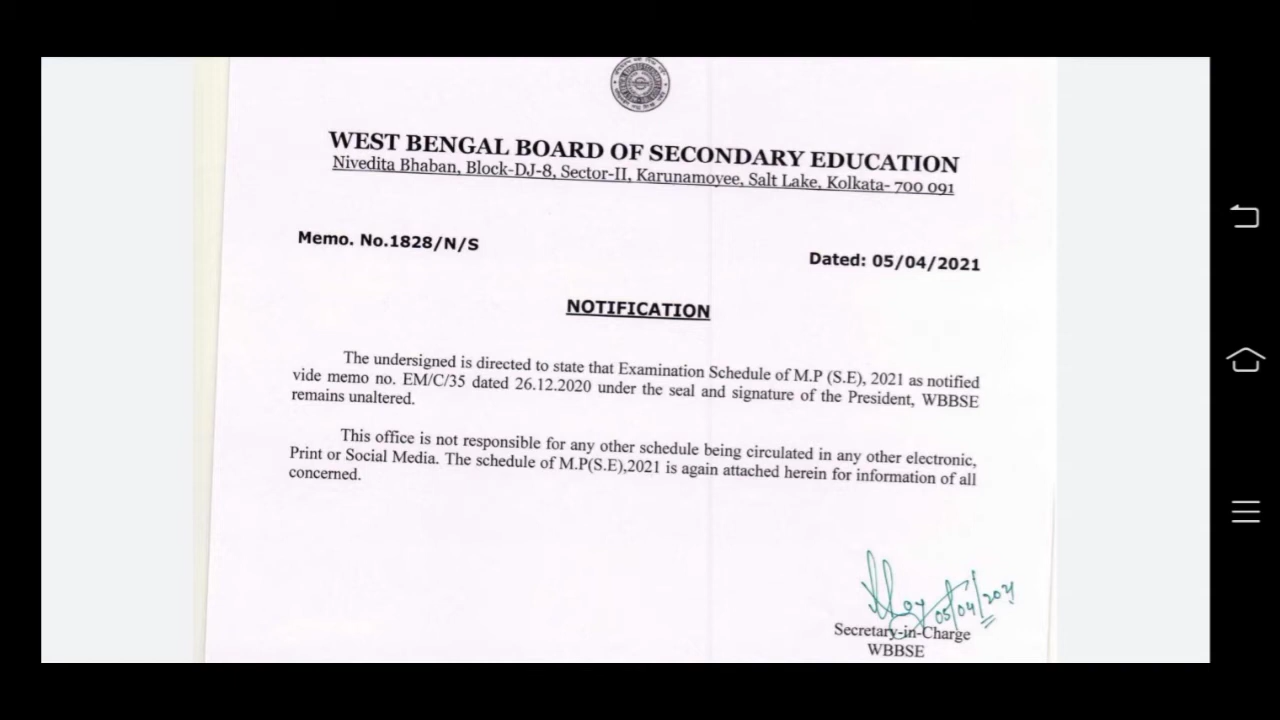 WEST BENGAL BOARD OF SECONDARY EDUCATION
Nivedita Bhaban, Block-DJ-8, Sector-II, Karunamoyee, Salt Lake, Kolkata- 700 091
Memo. No.1828/N/S
Dated: 05/04/2021
NOTIFICATION
The undersigned is directed to state that Examination Schedule of M.P (S.E), 2021 as notified
vide memo no. EM/C/35 dated 26.12.2020 under the seal and signature of the President, WBBSE
remains unaltered.
This office is not responsible for any other schedule being circulated in any other electronic,
Print or Social Media. The schedule of M.P(S.E),2021 is again attached herein for information of all
concerned.
05/04/2021
Secretary-in-Charge
WBBSE